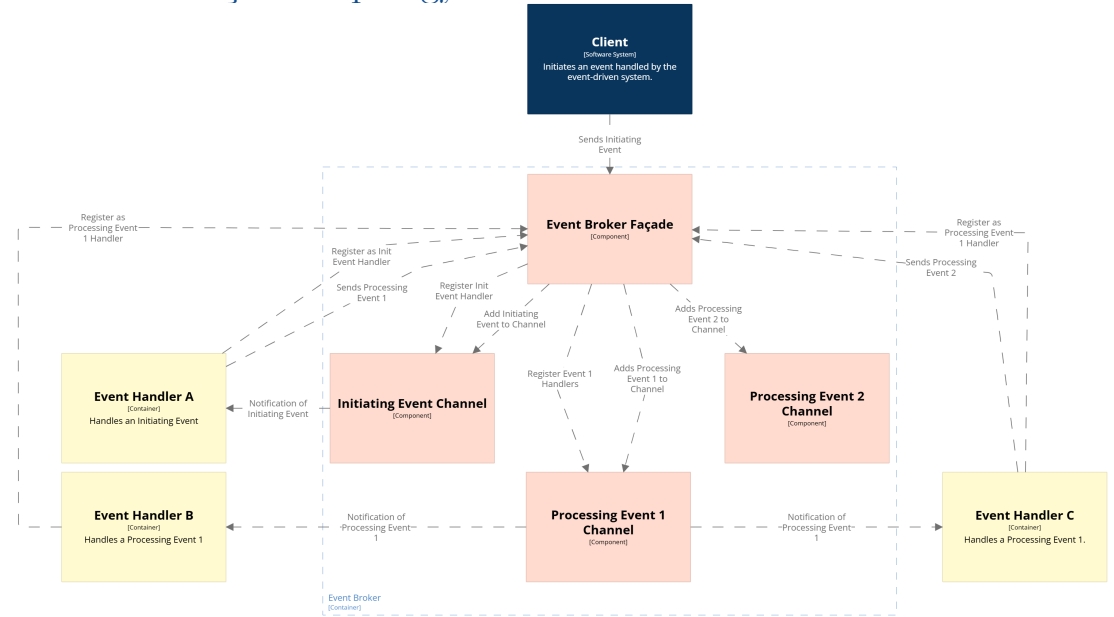 Client
[Software System]
Initiates an event handled by the
event-driven system.
Sends Initiating
Event
Event Broker Façade
[Component]
Register as
Processing Event
1 Handler
Register as Init
Event Handler
Sends Processing
Event 1
Register Init
Event Handler
Add Initiating
Event to Channel
Adds Processing
Event 2 to
Channel
Register as
Processing Event
1 Handler
Sends Processing
Event 2
Register Event 1
Handlers
Adds Processing
Event 1 to
Channel
Event Handler A
[Container]
Handles an Initiating Event
Notification of
Initiating Event
Initiating Event Channel
[Component]
Processing Event 2
Channel
[Component]
Event Handler B
[Container]
Handles a Processing Event 1
Notification of
Processing Event
1
Processing Event 1
Channel
[Component]
Notification of
Processing Event
1
Event Handler C
[Container]
Handles a Processing Event 1.
Event Broker
[Container]